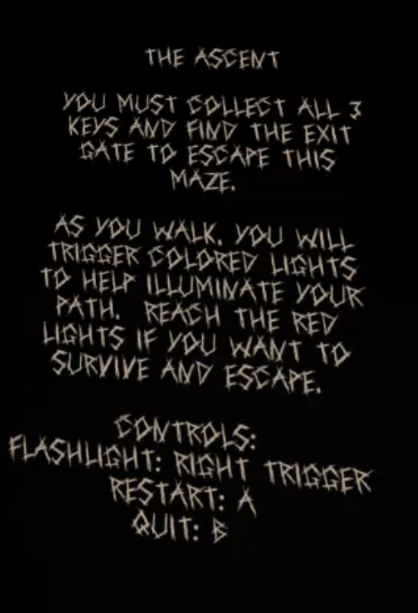 THE ASCENT
YOU MUST COLLECT ALL 3
KEYS AND FIND THE EXIT
GATE TO ESCAPE THIS
MAZE.
AS YOU WALK, YOU WILL
TRIGGER COLORED LIGHTS
TO HELP ILLUMINATE YOUR
PATH. REACH THE RED
LIGHTS IF YOU WANT TO
SURVIVE AND ESCAPE.
CONTROLS:
FLASHLIGHT: RIGHT TRIGGER
RESTART: A
QUIT: B